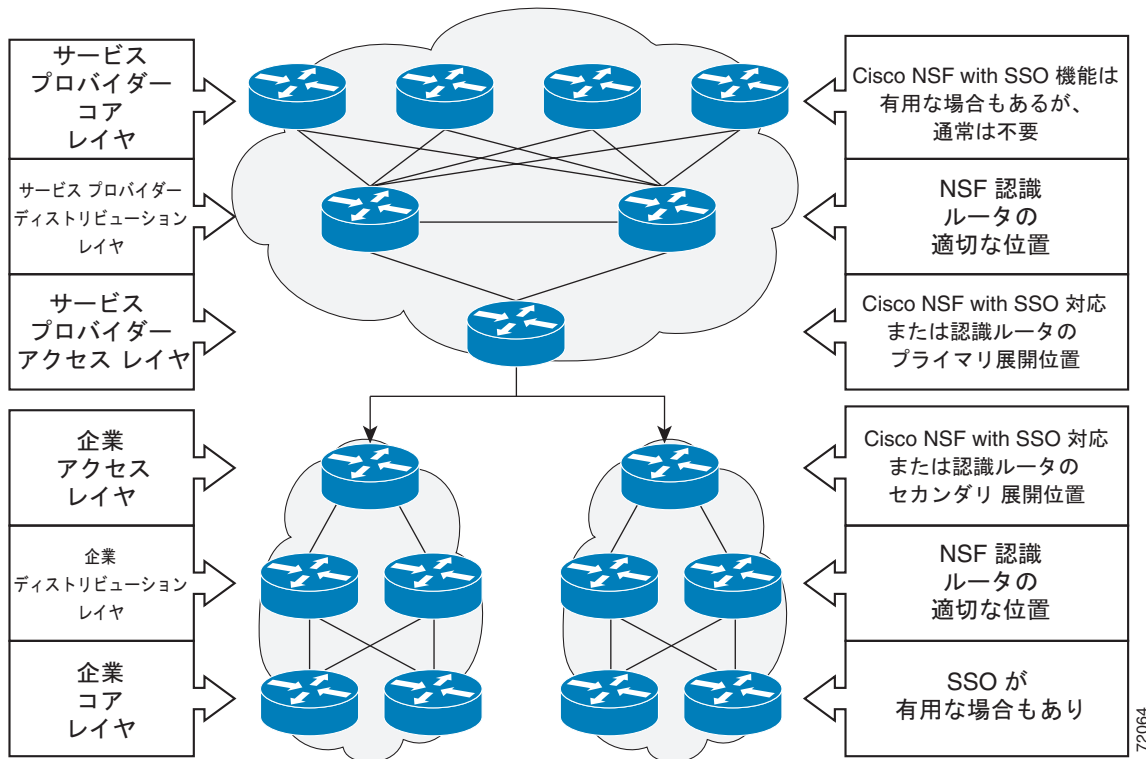 サービス
プロバイダー
コア
レイヤ
Cisco NSF with SSO 機能は
有用な場合もあるが、
通常は不要
サービス プロバイダー
ディストリビューション
レイヤ
NSF 認識
ルータの
適切な位置
サービス
プロバイダー
アクセス レイヤ
Cisco NSF with SSO 対応
または認識ルータの
プライマリ展開位置
企業
アクセス
レイヤ
Cisco NSF with SSO 対応
または認識ルータの
セカンダリ 展開位置
企業
ディストリビューション
レイヤ
NSF 認識
ルータの
適切な位置
企業
コア
レイヤ
SSO が
有用な場合もあり
72064